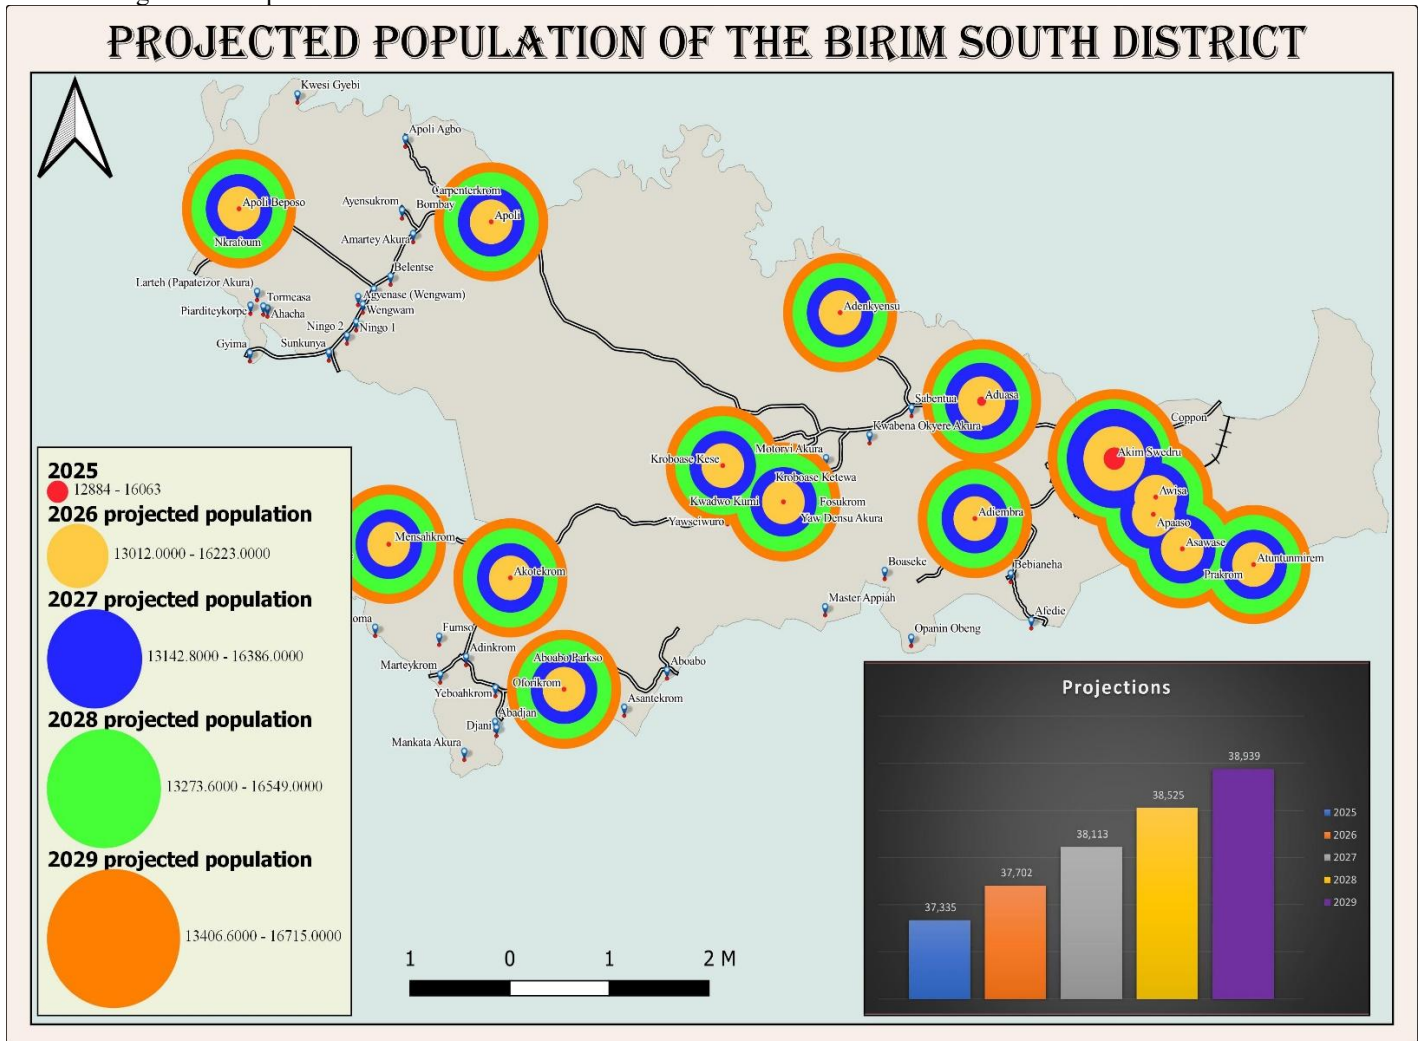 PROJECTED POPULATION OF THE BIRIM SOUTH DISTRICT
Kwesi Gyebi
Apoli Agbo
Carpenterkrom
Ayensukrom
Bombay
Apoli Beposo
Apoli
Nkrafoum
Amartey Akura
Belentse
Larteh (Papateizor Akura)
Tormeasa
Agyenase (Wengwam)
Piarditeykorpe
Ahacha
Wengwam
Ningo 2
Ningo 1
Gyima
Sunkunya
Adenkyensu
Sabentua
Aduasa
Kwabena Okyere Akura
Coppon
Motorvi Akura
Akim Swedru
Kroboase Kese
Kroboase Ketewa
Awisa
Kwadwo Kumi
Fosukrom
Yawseiwuro
Yaw Densu Akura
Adiembra
Apaaso
Asawase
Mensahkrom
Akotekrom
Boaseke
Bebianeha
Prakrom
Atuntunmirem
Master Appiah
Afedie
oma
Fumso
Opanin Obeng
Adinkrom
Aboabo Parkso
Aboabo
Marteykrom
Yeboahkrom
Oforikrom
Asantekrom
Abadjan
Djani
Mankata Akura
2025
12884 - 16063
2026 projected population
13012.0000 - 16223.0000
2027 projected population
13142.8000 - 16386.0000
2028 projected population
13273.6000 - 16549.0000
2029 projected population
13406.6000 - 16715.0000
1 0 1 2 M
Projections
37,335
37,702
38,113
38,525
38,939
2025
2026
2027
2028
2029